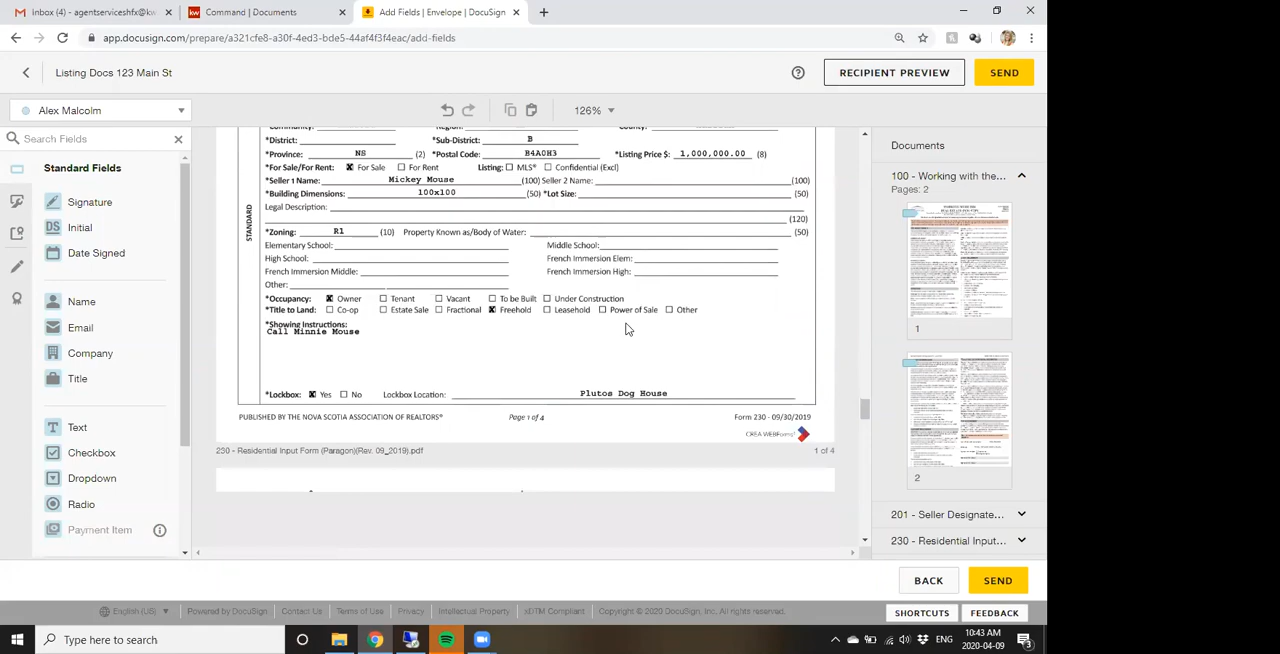 inbox (4) - agentserviceshfx@kw
Command | Documents
Add Fields | Envelope | DocuSign
app.docusign.com/prepare/a321cfe8-a30f-4ed3-bde5-44af4f3f4eac/add-fields
Listing Docs 123 Main St
RECIPIENT PREVIEW
SEND
Alex Malcolm
126%
Search Fields
Standard Fields
Signature
Initial
Date Signed
Name
Email
Company
Title
Text
Checkbox
Dropdown
Radio
Payment Item
STANDARD
*District: *Sub-District: B
*Province: NS (2) *Postal Code: B4A0H3 *Listing Price $: 1,000,000.00 (8)
*For Sale/For Rent: X For Sale For Rent Listing: MLS® Confidential (Excl)
*Seller 1 Name: Mickey Mouse (100) Seller 2 Name: (100)
*Building Dimensions: 100x100 (50) *Lot Size: (50)
Legal Description:
(120)
*Zoning: R1 (10) Property Known as/Body of Water: (50)
Elementary School: Middle School:
High School: French Immersion Elem:
French Immersion Middle: French Immersion High:
Other:
*Occupancy: X Owner Tenant Vacant To be Built Under Construction
*Title to Land: Co-op Estate Sale Fractional X Freehold Leasehold Power of Sale Other
*Showing Instructions:
Call Minnie Mouse
*Lockbox: X Yes No Lockbox Location: Plutos Dog House
BY THE NOVA SCOTIA ASSOCIATION OF REALTORS® Page 1 of 4 Form 230 - 09/30/2019
CREA WEBForms®
230 - Residential Input Form (Paragon)(Rev. 09_2019).pdf 1 of 4
Documents
100 - Working with the...
Pages: 2
1
2
201 - Seller Designate...
230 - Residential Input...
BACK
SEND
English (US) Powered by DocuSign Contact Us Terms of Use Privacy Intellectual Property xDTM Compliant Copyright © 2020 DocuSign, Inc. All rights reserved.
SHORTCUTS
FEEDBACK
Type here to search
ENG
10:43 AM
2020-04-09
3